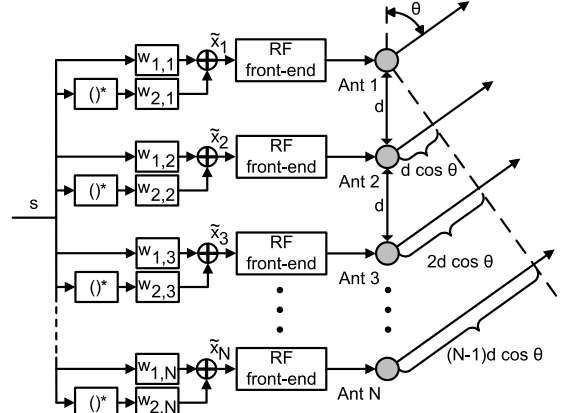 θ
w1,1
x̃1
RF
front-end
()*
w2,1
Ant 1
d
w1,2
x̃2
RF
front-end
()*
w2,2
Ant 2
d cos θ
s
d
w1,3
x̃3
RF
front-end
()*
w2,3
Ant 3
2d cos θ
w1,N
x̃N
RF
front-end
(N-1)d cos θ
()*
w2,N
Ant N